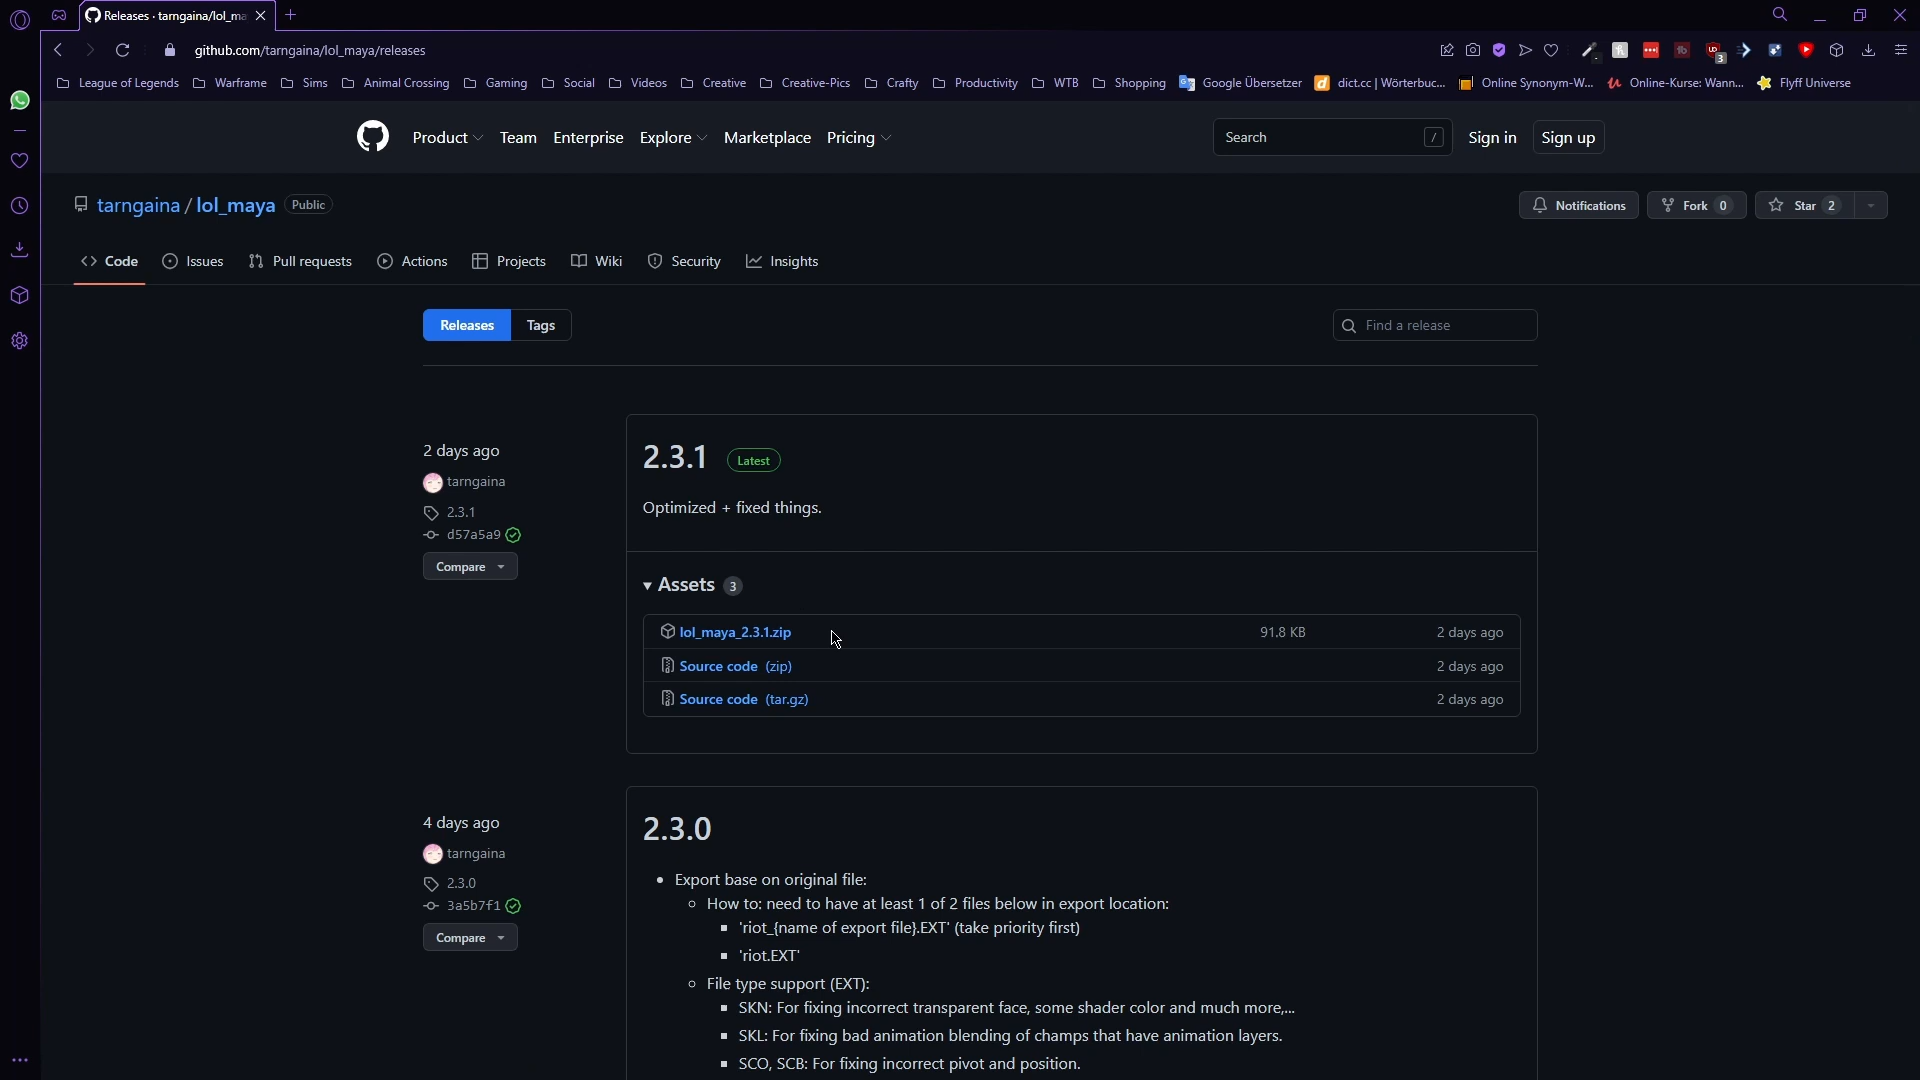 Releases · tarngaina/lol_ma
github.com/tarngaina/lol_maya/releases
3
League of Legends Warframe Sims Animal Crossing Gaming Social Videos Creative Creative-Pics Crafty Productivity WTB Shopping Google Übersetzer dict.cc | Wörterbuc... Online Synonym-W... Online-Kurse: Wann... Flyff Universe
Product Team Enterprise Explore Marketplace Pricing Search / Sign in Sign up
tarngaina / lol_maya Public Notifications Fork 0 Star 2
Code Issues Pull requests Actions Projects Wiki Security Insights
Releases Tags Find a release
2 days ago
tarngaina
2.3.1
d57a5a9
Compare
2.3.1 Latest
Optimized + fixed things.
Assets 3
lol_maya_2.3.1.zip 91.8 KB 2 days ago
Source code (zip) 2 days ago
Source code (tar.gz) 2 days ago
4 days ago
tarngaina
2.3.0
3a5b7f1
Compare
2.3.0
• Export base on original file:
◦ How to: need to have at least 1 of 2 files below in export location:
▪ 'riot_{name of export file}.EXT' (take priority first)
▪ 'riot.EXT'
◦ File type support (EXT):
▪ SKN: For fixing incorrect transparent face, some shader color and much more,...
▪ SKL: For fixing bad animation blending of champs that have animation layers.
▪ SCO, SCB: For fixing incorrect pivot and position.